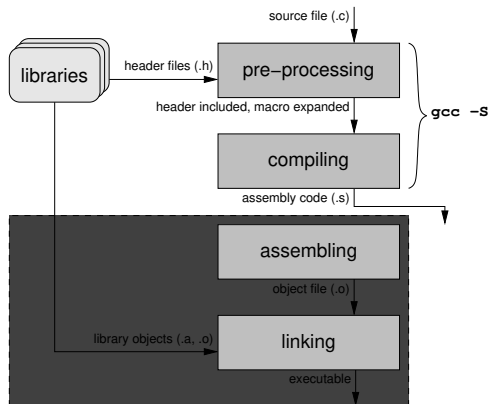 source file (.c)
libraries
header files (.h)
pre−processing
header included, macro expanded
gcc −S
compiling
assembly code (.s)
assembling
object file (.o)
library objects (.a, .o)
linking
executable